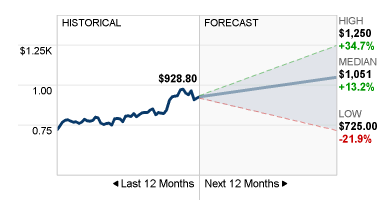 HISTORICAL
FORECAST
HIGH
$1,250
+34.7%
$1.25K
MEDIAN
$1,051
+13.2%
$928.80
1.00
LOW
$725.00
-21.9%
0.75
◄Last 12 Months
Next 12 Months►